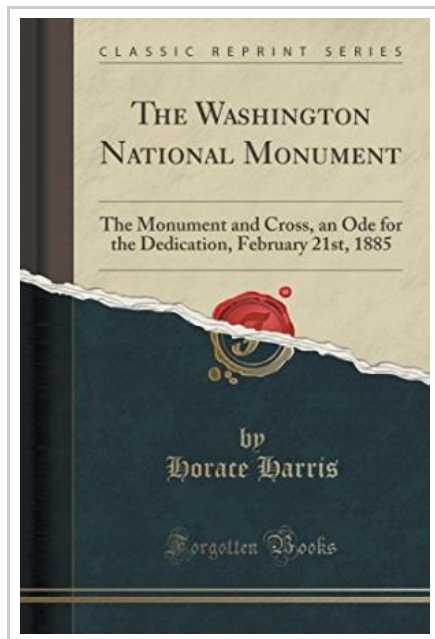 CLASSIC REPRINT SERIES
THE WASHINGTON
NATIONAL MONUMENT
The Monument and Cross, an Ode for
the Dedication, February 21st, 1885
by
Horace Harris
Forgotten Books